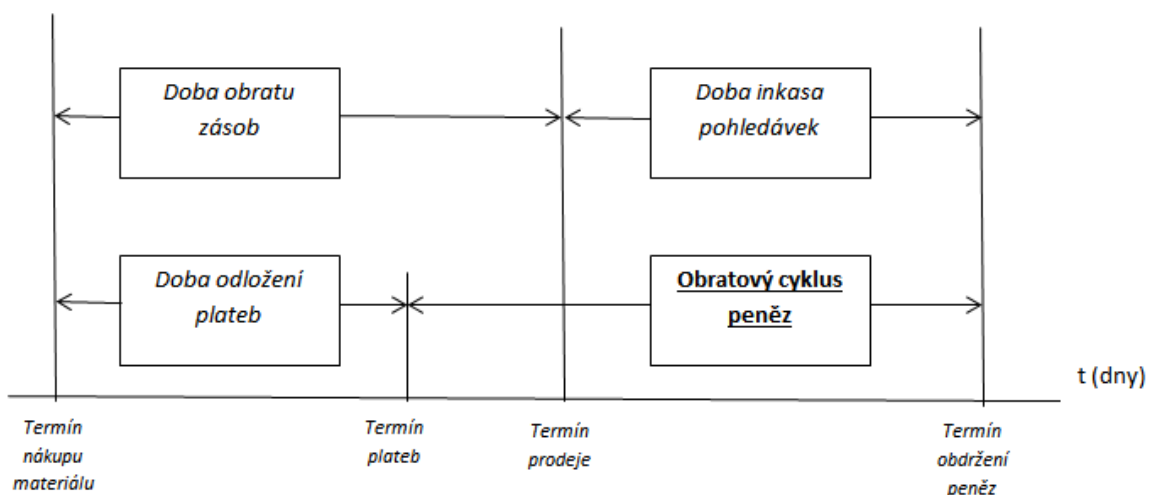 Doba obratu
zásob
Doba inkasa
pohledávek
Doba odložení
plateb
Obratový cyklus
peněz
t (dny)
Termín
nákupu
materiálu
Termín
plateb
Termín
prodeje
Termín
obdržení
peněz